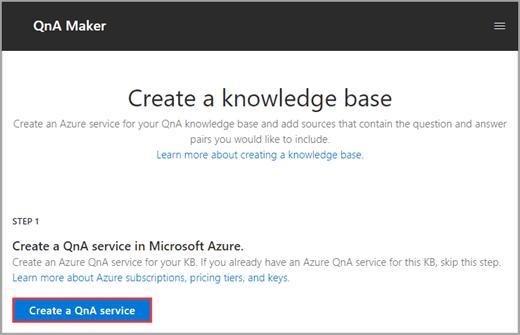 QnA Maker
Create a knowledge base
Create an Azure service for your QnA knowledge base and add sources that contain the question and answer
pairs you would like to include.
Learn more about creating a knowledge base.
STEP 1
Create a QnA service in Microsoft Azure.
Create an Azure QnA service for your KB. If you already have an Azure QnA service for this KB, skip this step.
Learn more about Azure subscriptions, pricing tiers, and keys.
Create a QnA service